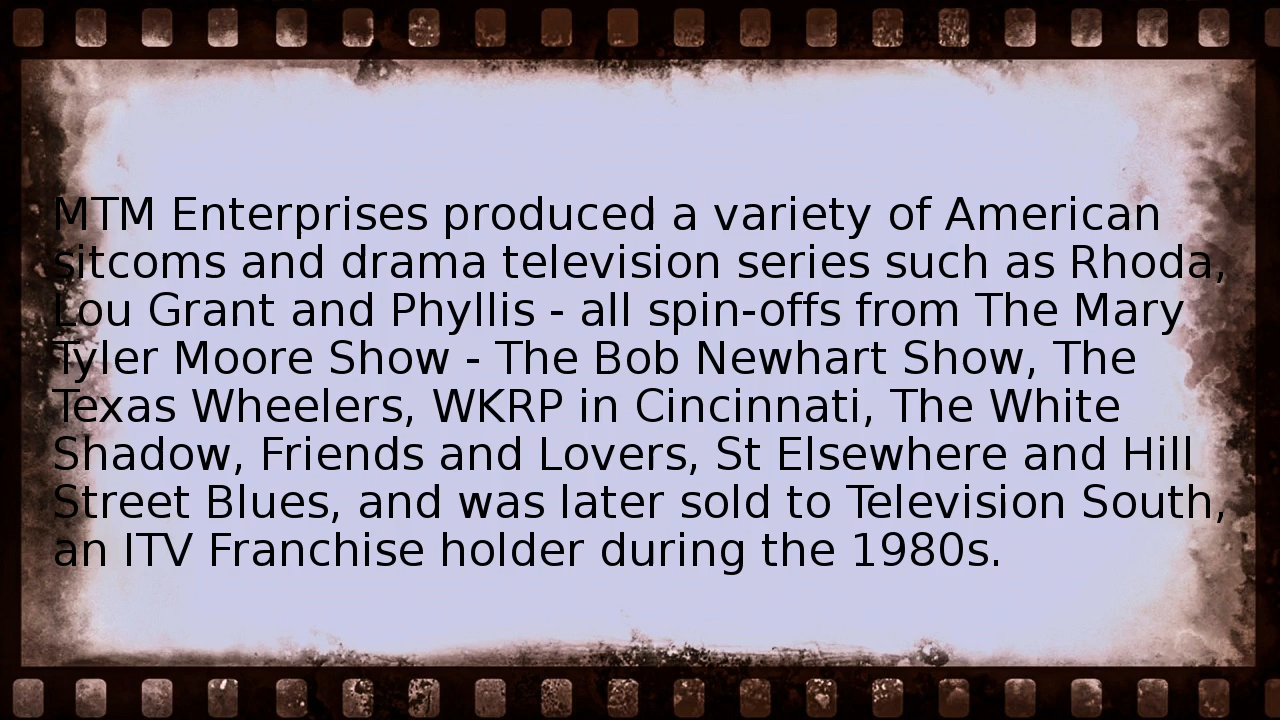 MTM Enterprises produced a variety of American
sitcoms and drama television series such as Rhoda,
Lou Grant and Phyllis - all spin-offs from The Mary
Tyler Moore Show - The Bob Newhart Show, The
Texas Wheelers, WKRP in Cincinnati, The White
Shadow, Friends and Lovers, St Elsewhere and Hill
Street Blues, and was later sold to Television South,
an ITV Franchise holder during the 1980s.